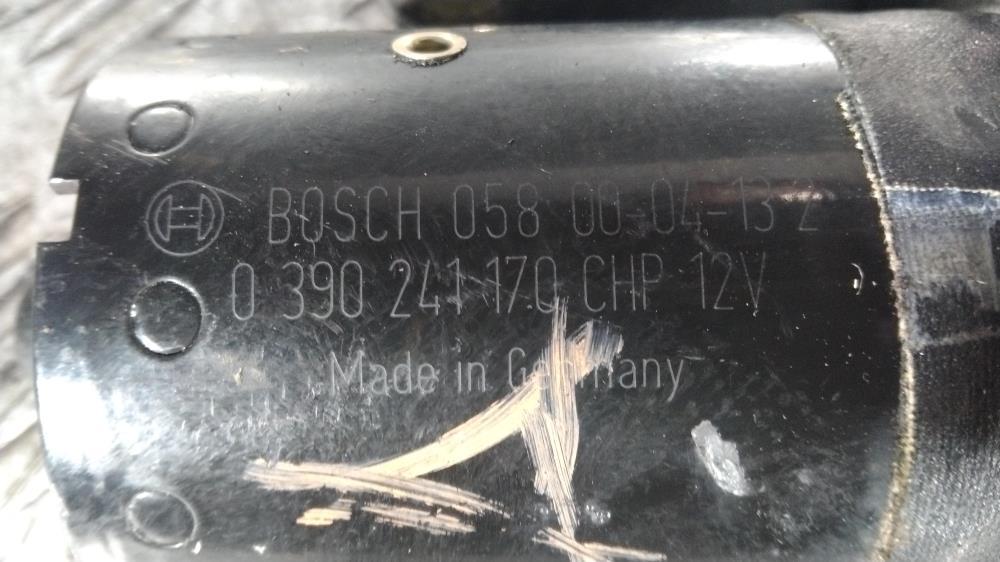 BOSCH 058 00-04-13 2
0 390 241 170 CHP 12V
Made in Germany